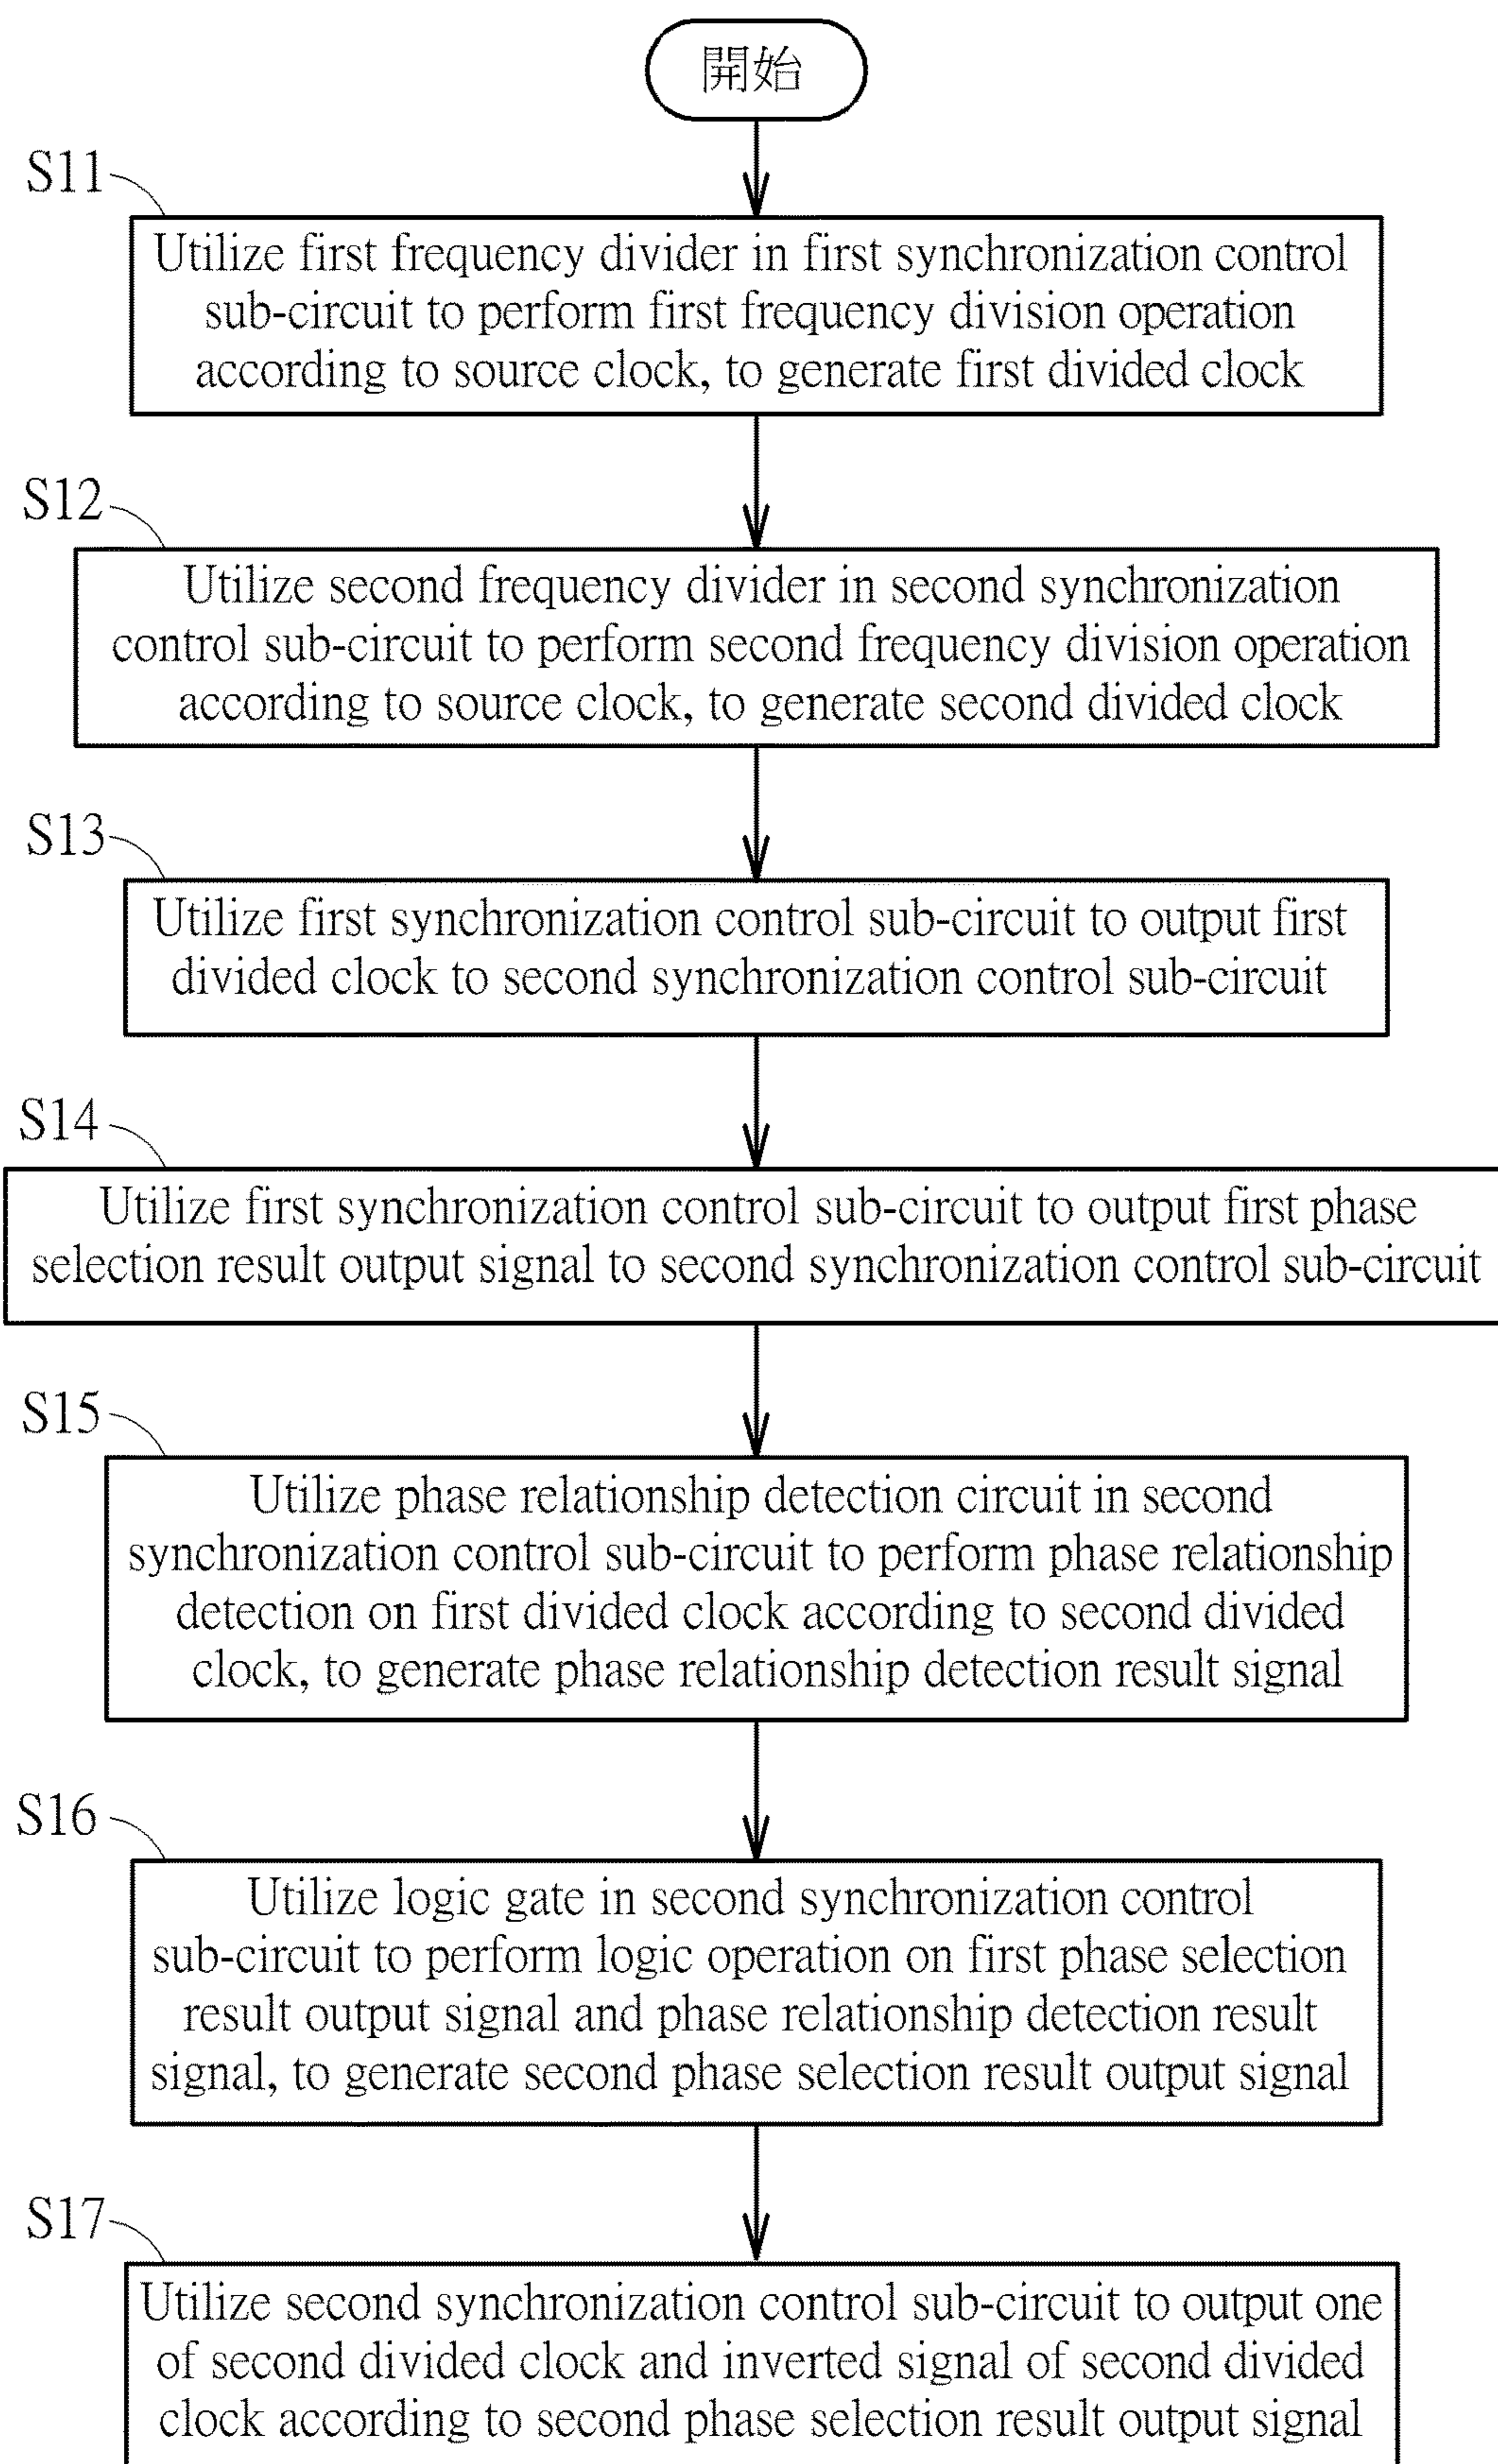 開始
S11
Utilize first frequency divider in first synchronization control
sub-circuit to perform first frequency division operation
according to source clock, to generate first divided clock
S12
Utilize second frequency divider in second synchronization
control sub-circuit to perform second frequency division operation
according to source clock, to generate second divided clock
S13
Utilize first synchronization control sub-circuit to output first
divided clock to second synchronization control sub-circuit
S14
Utilize first synchronization control sub-circuit to output first phase
selection result output signal to second synchronization control sub-circuit
S15
Utilize phase relationship detection circuit in second
synchronization control sub-circuit to perform phase relationship
detection on first divided clock according to second divided
clock, to generate phase relationship detection result signal
S16
Utilize logic gate in second synchronization control
sub-circuit to perform logic operation on first phase selection
result output signal and phase relationship detection result
signal, to generate second phase selection result output signal
S17
Utilize second synchronization control sub-circuit to output one
of second divided clock and inverted signal of second divided
clock according to second phase selection result output signal